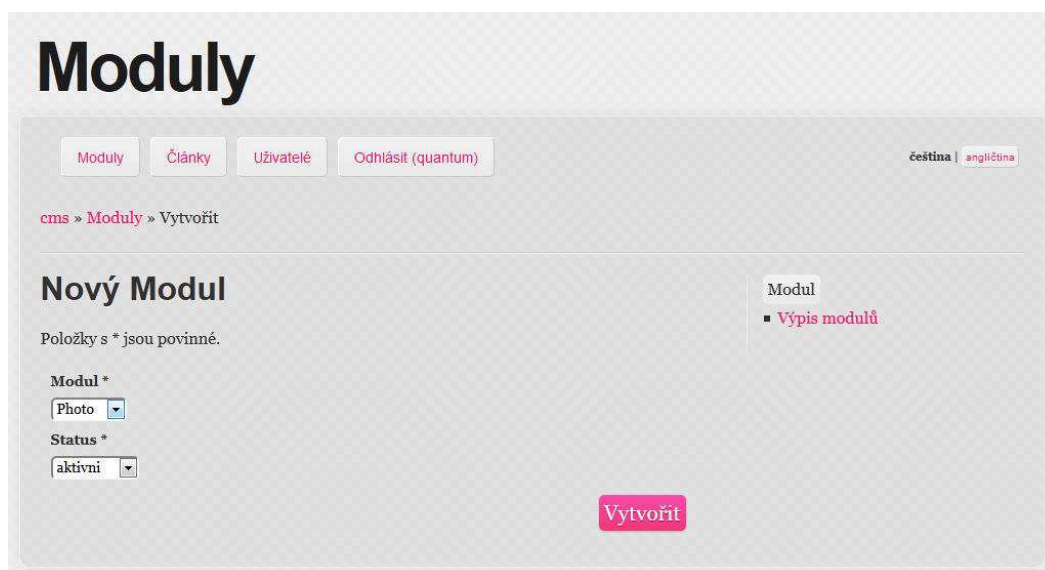 Moduly
Moduly Články Uživatelé Odhlásit (quantum) čeština | angličtina
cms » Moduly » Vytvořit
Nový Modul
Položky s * jsou povinné.
Modul *
Photo
Status *
aktivni
Vytvořit
Modul
Výpis modulů